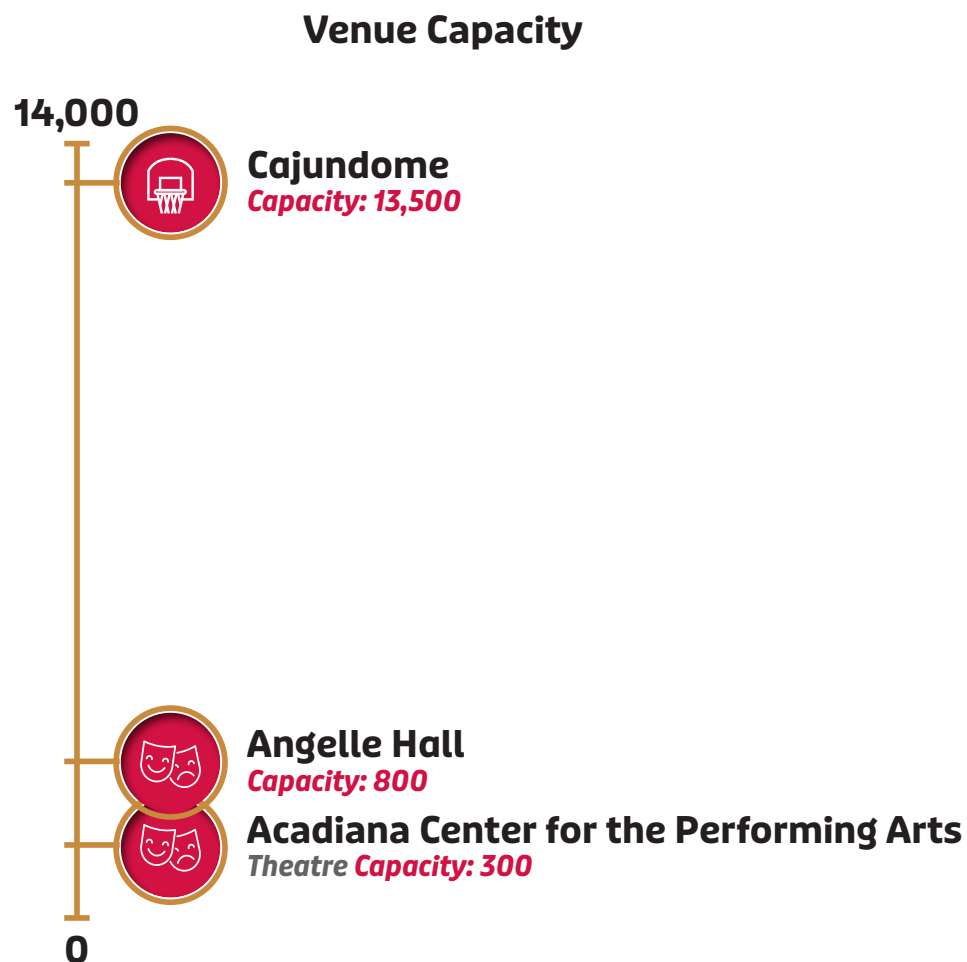 Venue Capacity
14,000
Cajundome
Capacity: 13,500
Angelle Hall
Capacity: 800
Acadiana Center for the Performing Arts
Theatre Capacity: 300
0